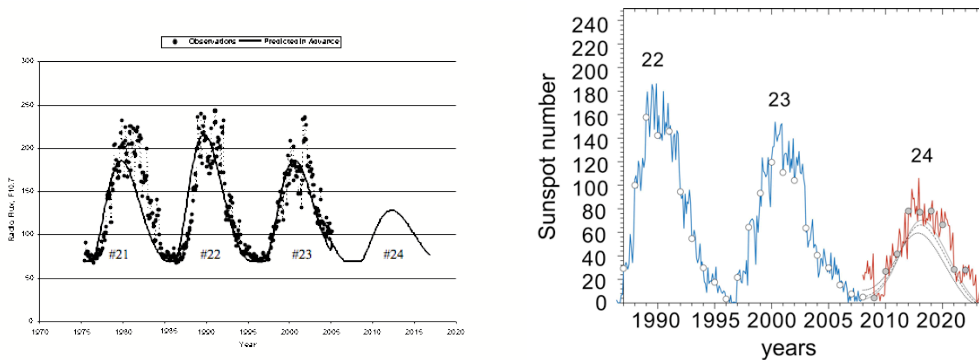 Observations Predicted in Advance
300
250
200
150
100
50
0
Radio Flux, F10.7
#21 #22 #23 #24
1970 1975 1980 1985 1990 1995 2000 2005 2010 2015 2020
Year
240
220
200
180
160
140
120
100
80
60
40
20
0
Sunspot number
22
23
24
1990 1995 2000 2005 2010 2020
years